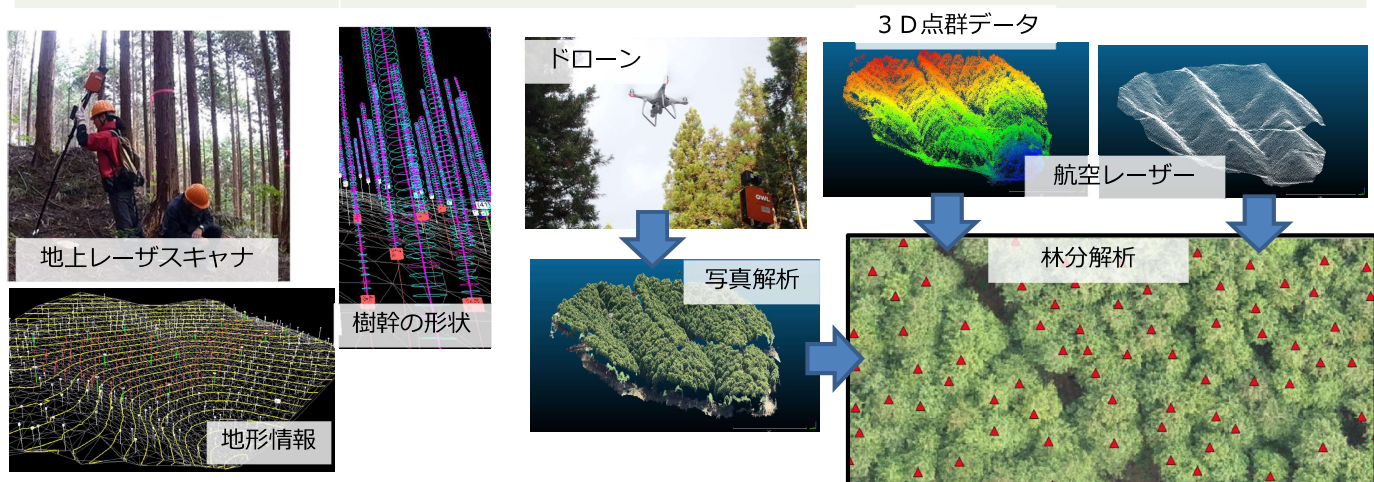 地上レーザスキャナ
地形情報
樹幹の形状
ドローン
OWL
写真解析
３Ｄ点群データ
航空レーザー
林分解析